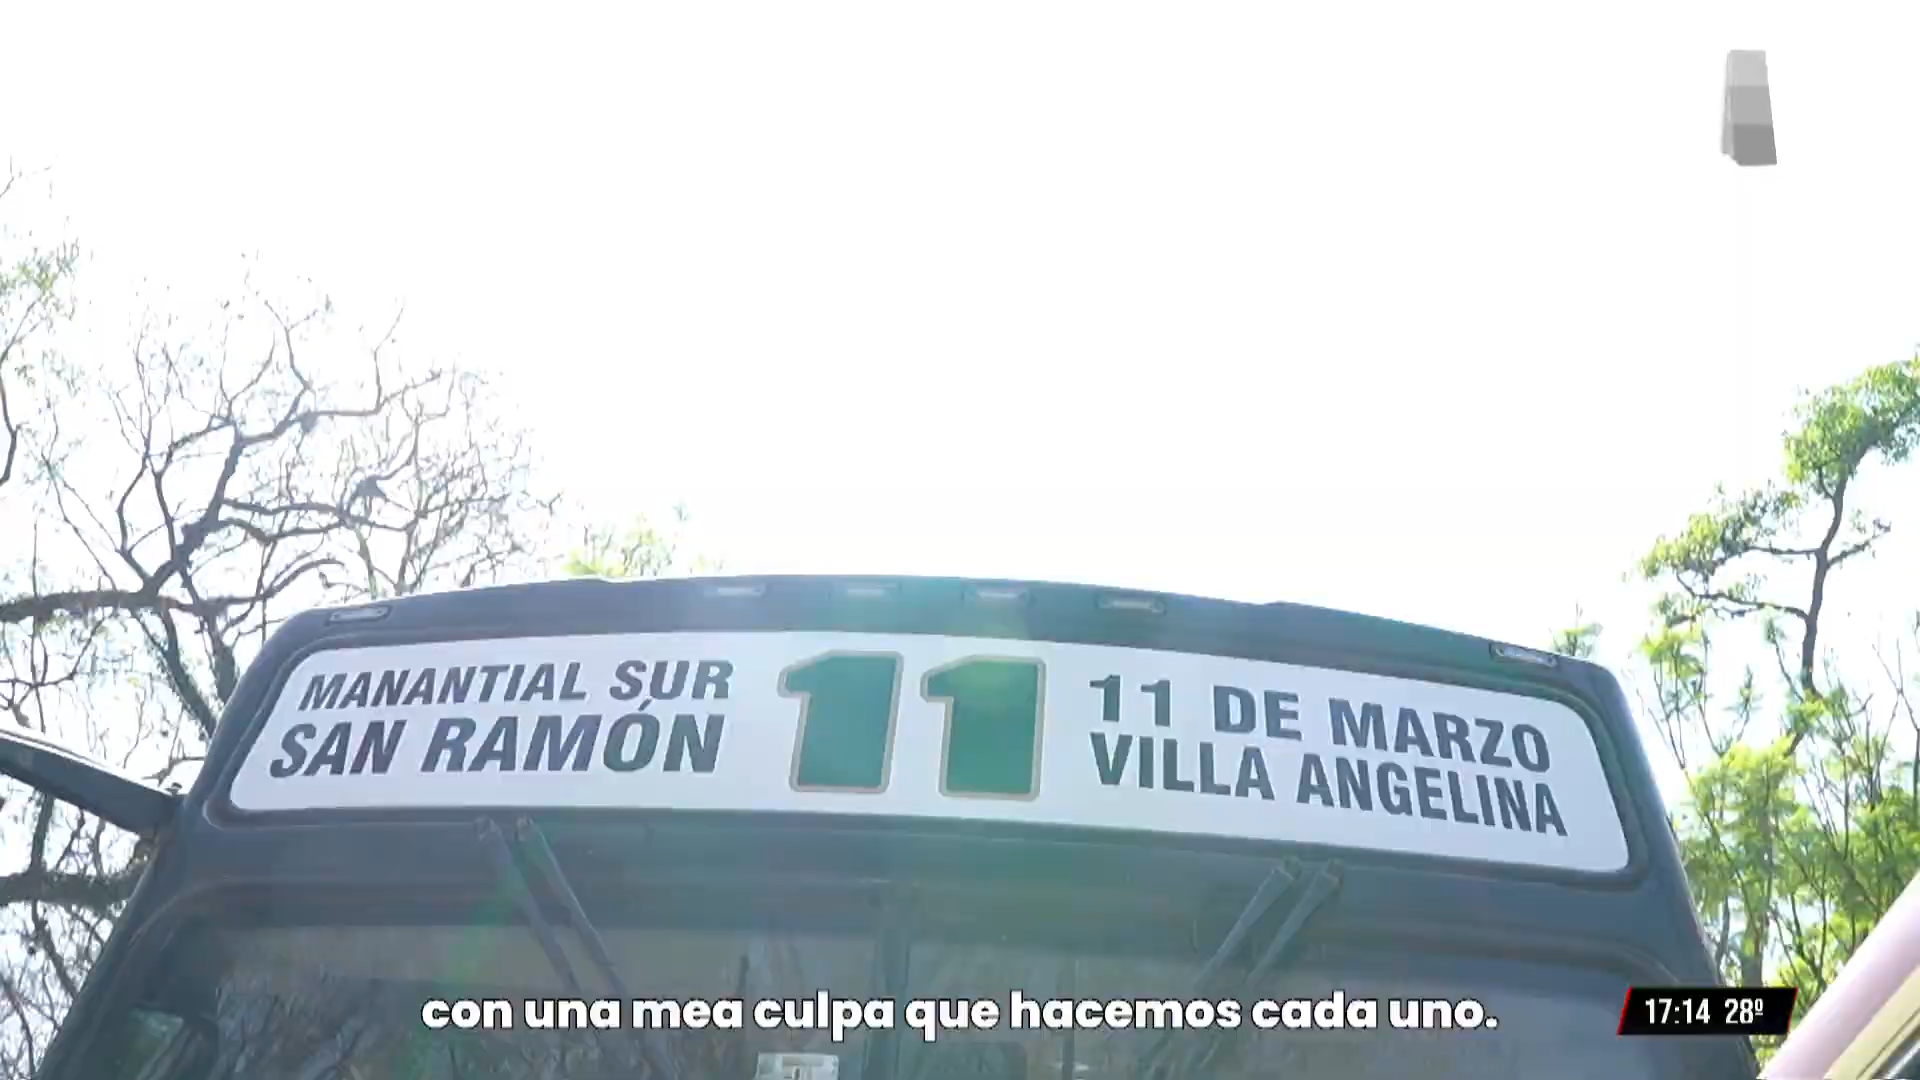 MANANTIAL SUR
SAN RAMÓN
11
11 DE MARZO
VILLA ANGELINA
con una mea culpa que hacemos cada uno.
17:14 28º